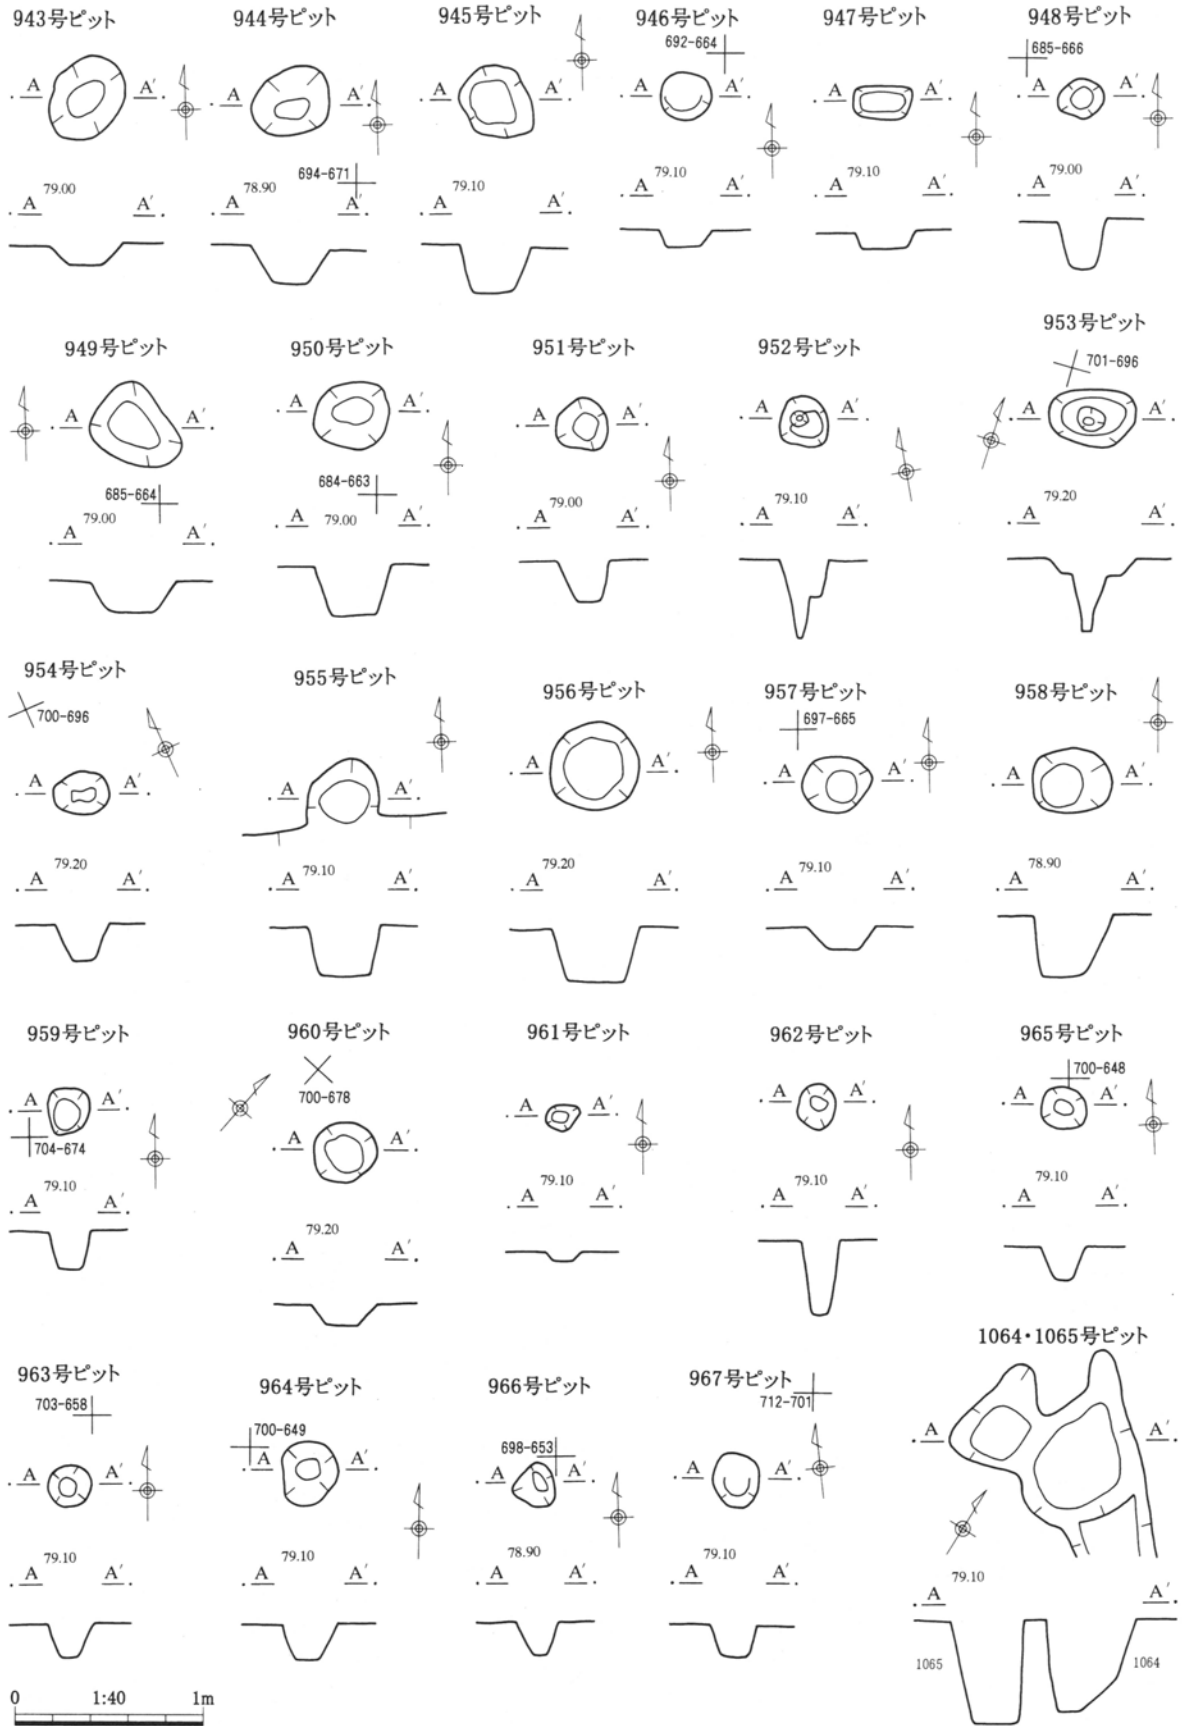 943号ピット
A A′
79.00
A A′
944号ピット
A A′
694-671
78.90
A A′
945号ピット
A A′
79.10
A A′
946号ピット
692-664
A A′
79.10
A A′
947号ピット
A A′
79.10
A A′
948号ピット
685-666
A A′
79.00
A A′
949号ピット
A A′
685-664
79.00
A A′
950号ピット
A A′
684-663
79.00
A A′
951号ピット
A A′
79.00
A A′
952号ピット
A A′
79.10
A A′
953号ピット
701-696
A A′
79.20
A A′
954号ピット
700-696
A A′
79.20
A A′
955号ピット
A A′
79.10
A A′
956号ピット
A A′
79.20
A A′
957号ピット
697-665
A A′
79.10
A A′
958号ピット
A A′
78.90
A A′
959号ピット
A A′
704-674
79.10
A A′
960号ピット
700-678
A A′
79.20
A A′
961号ピット
A A′
79.10
A A′
962号ピット
A A′
79.10
A A′
965号ピット
700-648
A A′
79.10
A A′
963号ピット
703-658
A A′
79.10
A A′
964号ピット
700-649
A A′
79.10
A A′
966号ピット
698-653
A A′
78.90
A A′
967号ピット
712-701
A A′
79.10
A A′
1064・1065号ピット
A A′
79.10
A A′
1065 1064
0 1:40 1m